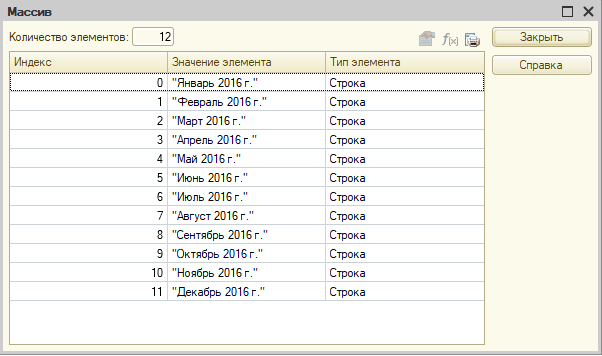 Массив
Количество элементов: 12
Закрыть
Справка
Индекс Значение элемента Тип элемента
0 "Январь 2016 г." Строка
1 "Февраль 2016 г." Строка
2 "Март 2016 г." Строка
3 "Апрель 2016 г." Строка
4 "Май 2016 г." Строка
5 "Июнь 2016 г." Строка
6 "Июль 2016 г." Строка
7 "Август 2016 г." Строка
8 "Сентябрь 2016 г." Строка
9 "Октябрь 2016 г." Строка
10 "Ноябрь 2016 г." Строка
11 "Декабрь 2016 г." Строка